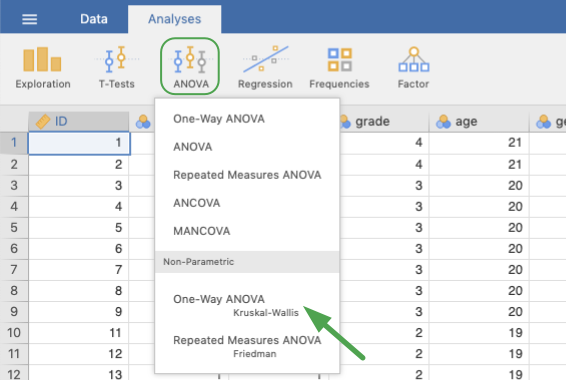 Data Analyses
Exploration T-Tests ANOVA Regression Frequencies Factor
ID grade age ge
One-Way ANOVA
ANOVA
Repeated Measures ANOVA
ANCOVA
MANCOVA
Non-Parametric
One-Way ANOVA
Kruskal-Wallis
Repeated Measures ANOVA
Friedman
1 1 4 21
2 2 4 21
3 3 3 20
4 4 3 20
5 5 3 20
6 6 3 20
7 7 3 20
8 8 3 20
9 9 3 20
10 11 2 19
11 12 2 19
12 13 1 2 19